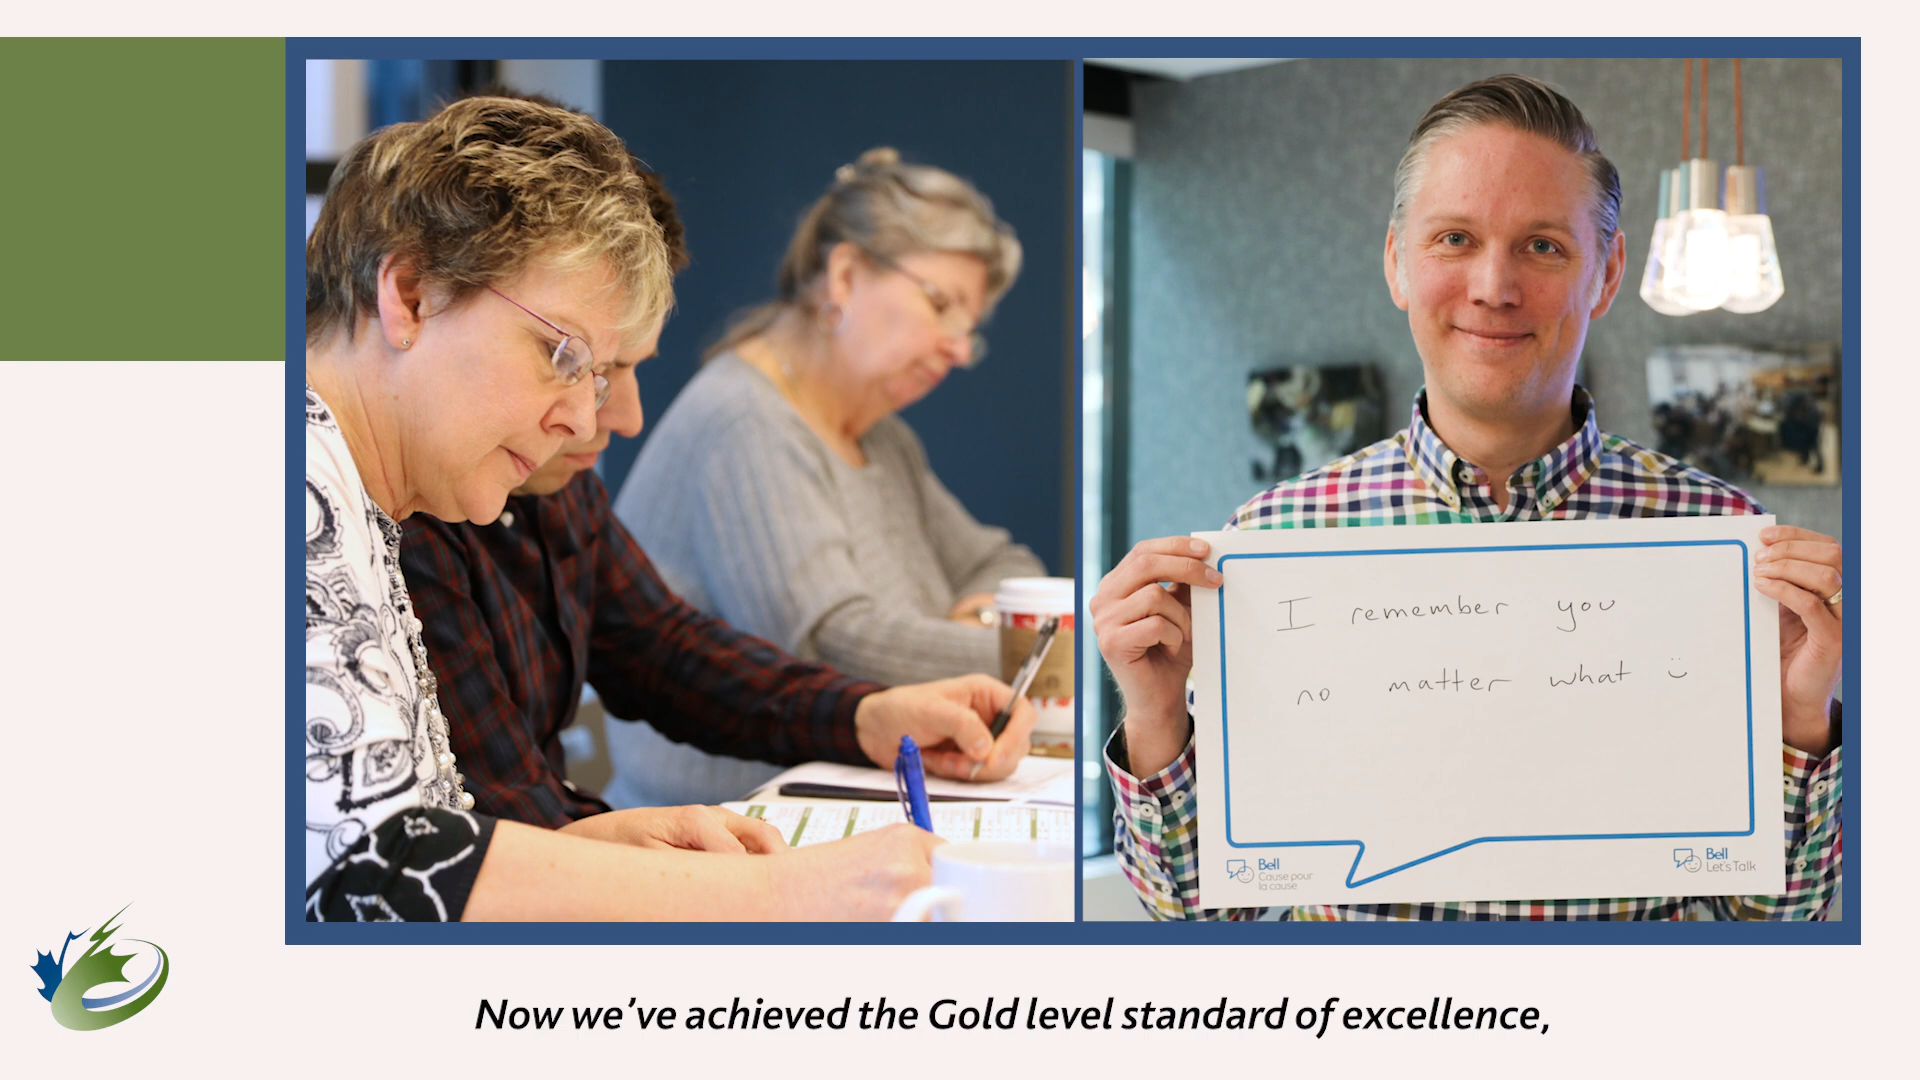 I remember you
no matter what
Bell
Cause pour
la cause
Bell
Let's Talk
Now we've achieved the Gold level standard of excellence,